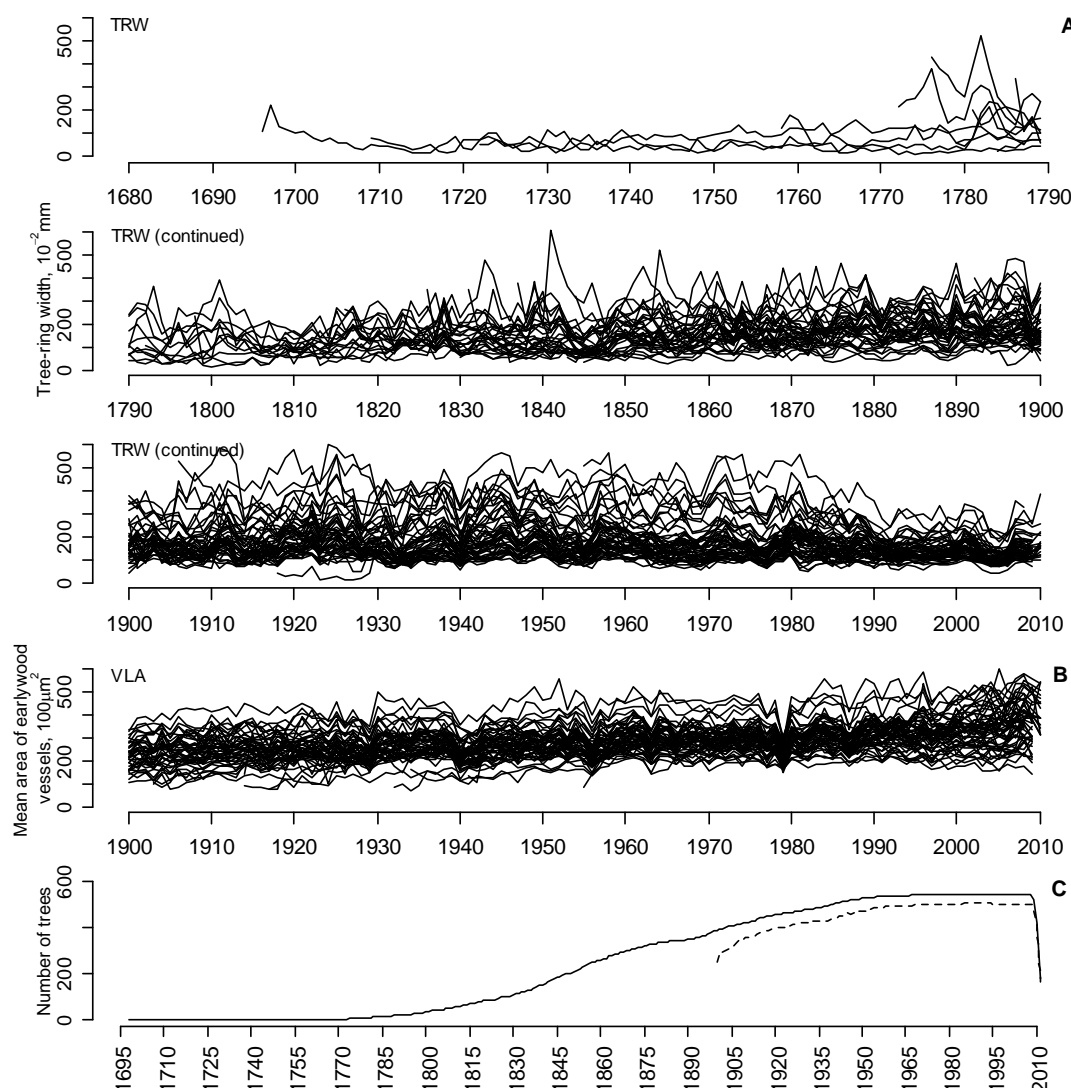 TRW
A
600
200
0
1680 1690 1700 1710 1720 1730 1740 1750 1760 1770 1780 1790
TRW (continued)
Tree-ring width, 10⁻² mm
500
200
0
1790 1800 1810 1820 1830 1840 1850 1860 1870 1880 1890 1900
TRW (continued)
500
200
0
1900 1910 1920 1930 1940 1950 1960 1970 1980 1990 2000 2010
VLA
B
Mean area of earlywood
vessels, 100µm²
500
200
0
1900 1910 1920 1930 1940 1950 1960 1970 1980 1990 2000 2010
C
Number of trees
600
200
0
1695 1710 1725 1740 1755 1770 1785 1800 1815 1830 1845 1860 1875 1890 1905 1920 1935 1950 1965 1980 1995 2010